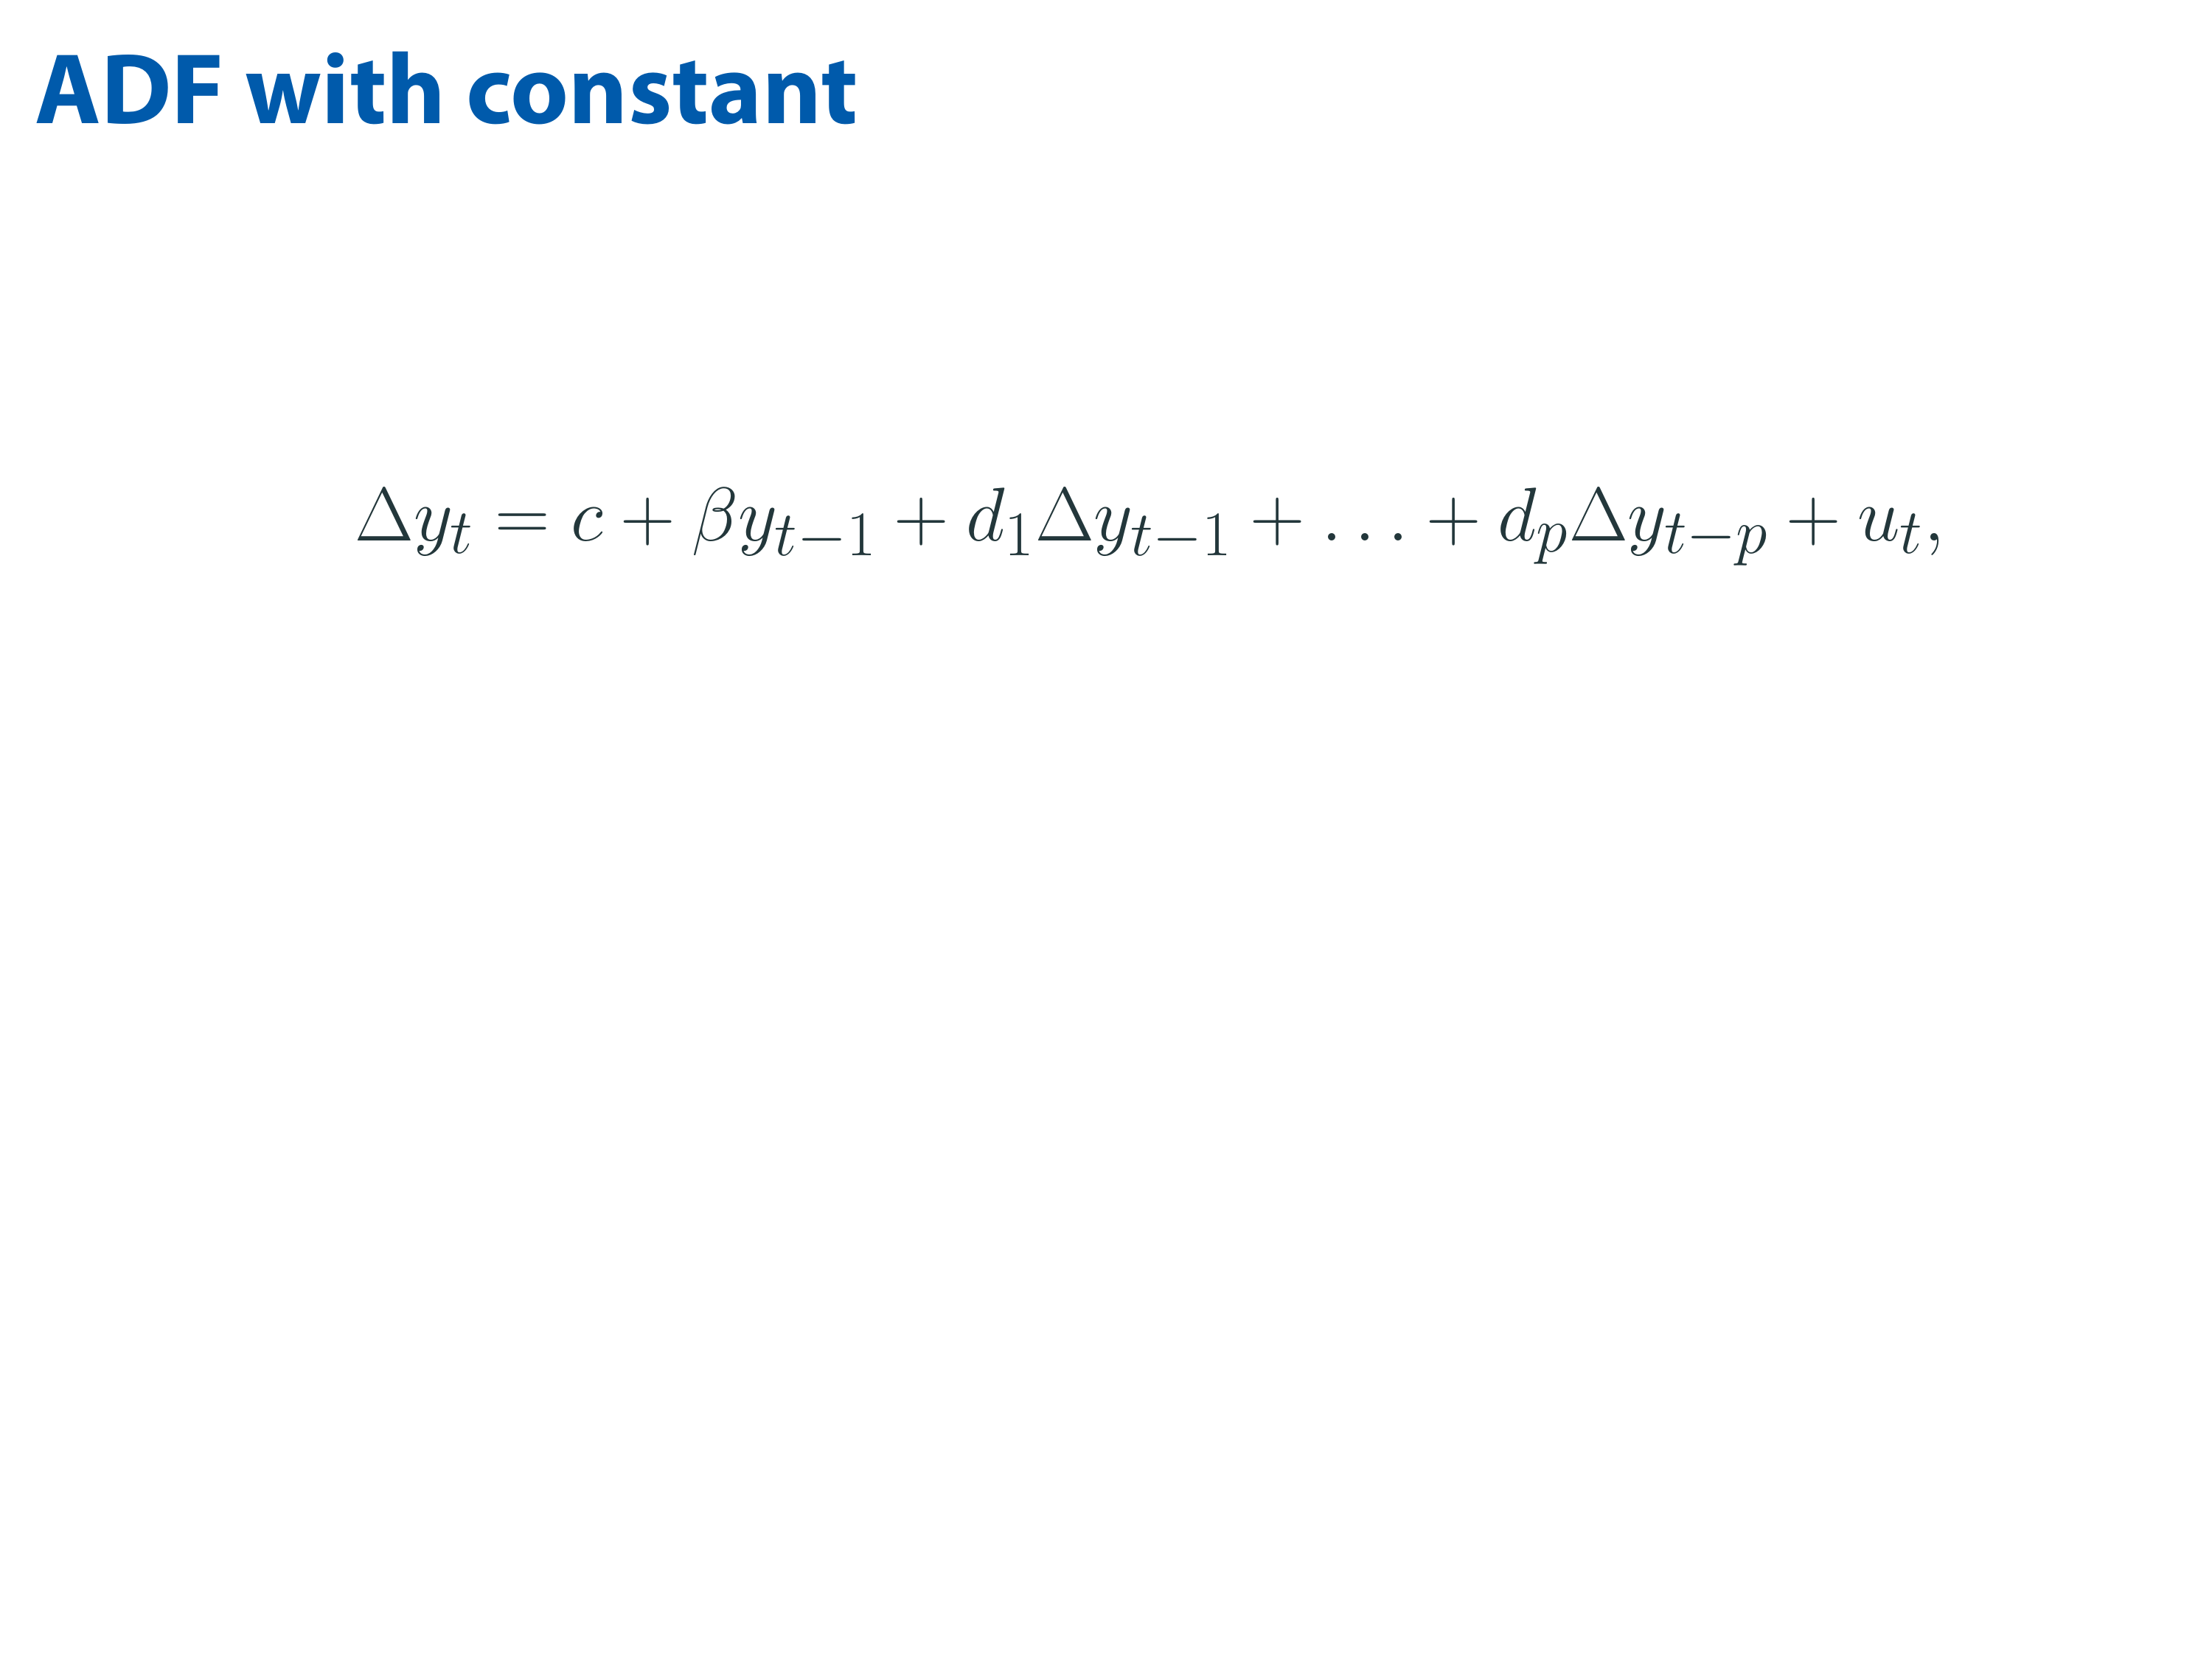 ADF with constant
Δy_t = c + βy_{t−1} + d_1Δy_{t−1} + … + d_pΔy_{t−p} + u_t,